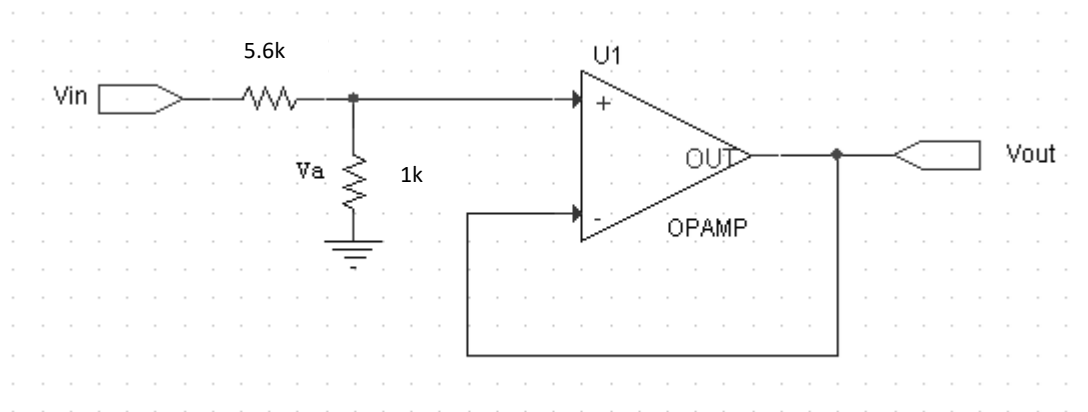 5.6k
U1
Vin
+
Va
1k
OUT
Vout
-
OPAMP